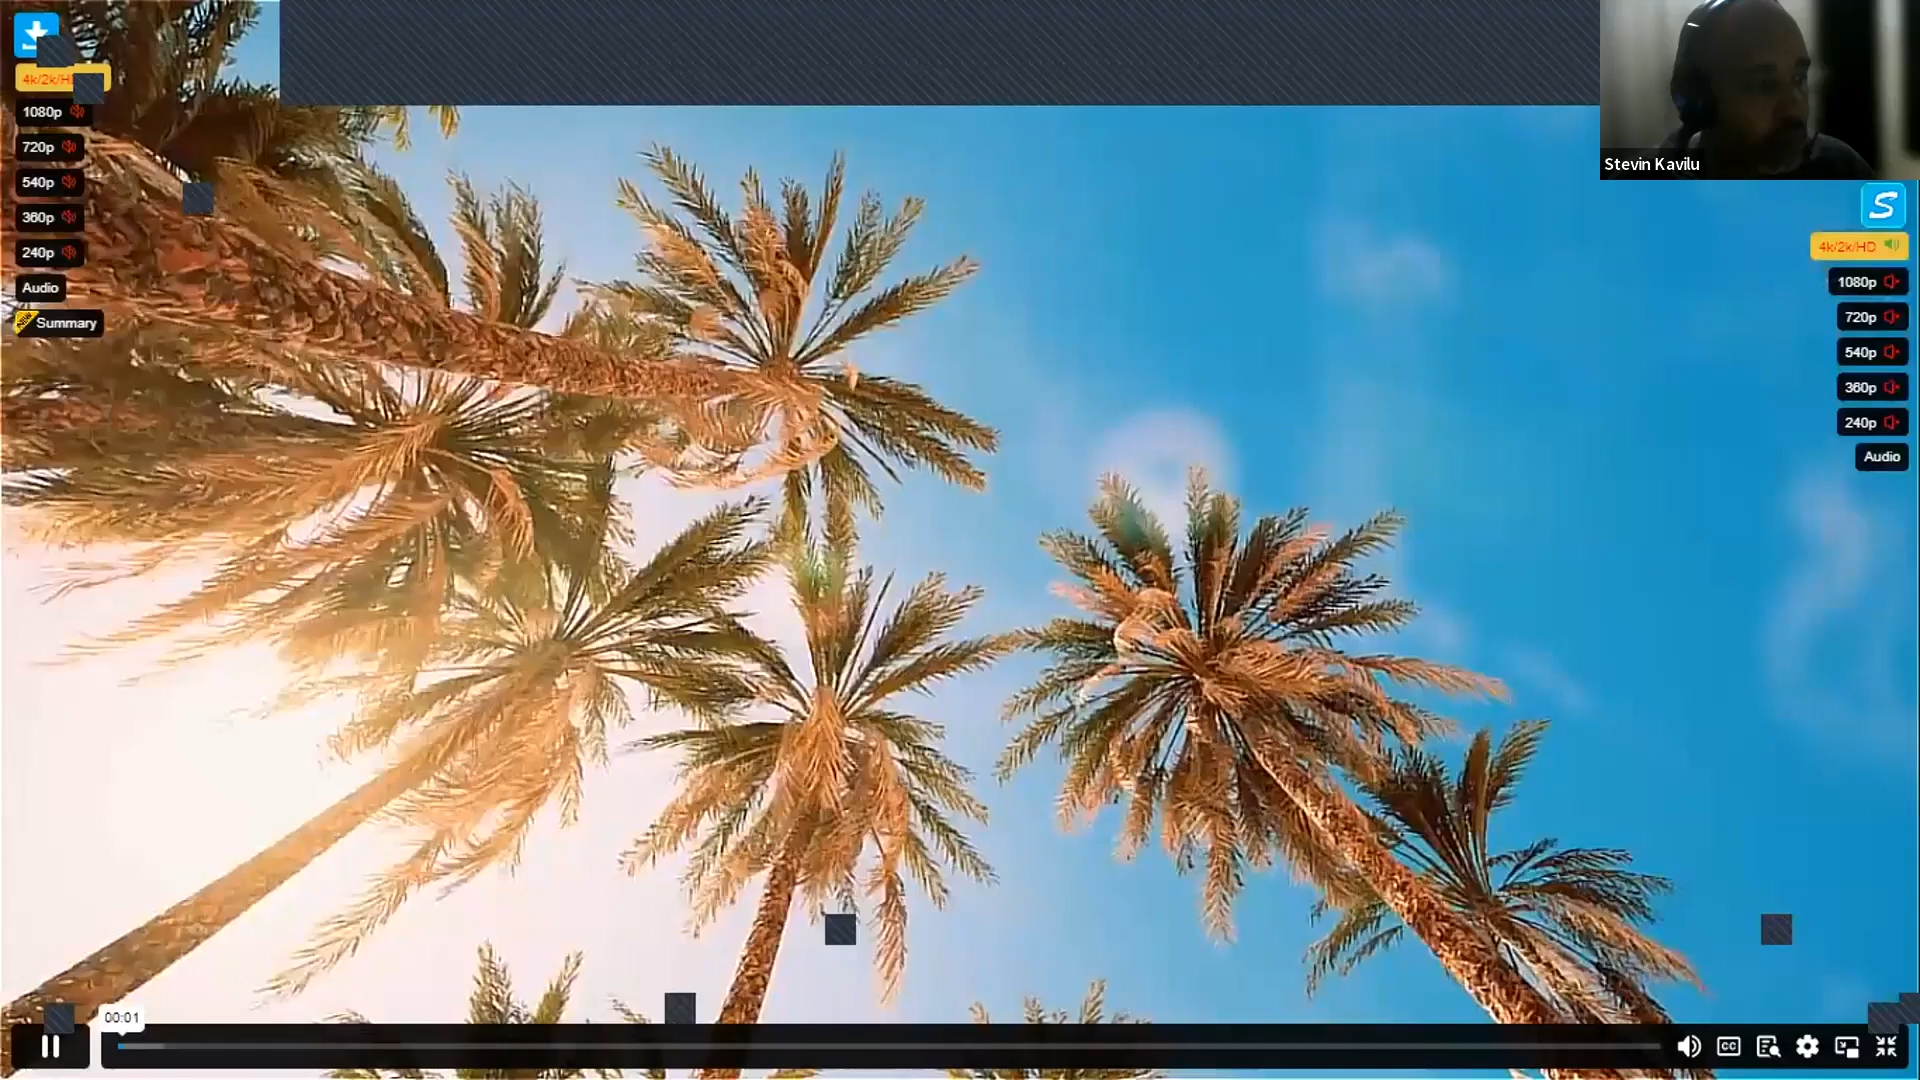 4k/2k/H
1080p
720p
540p
360p
240p
Audio
Summary
Stevin Kavilu
S
4k/2k/HD
1080p
720p
540p
360p
240p
Audio
00:01
CC